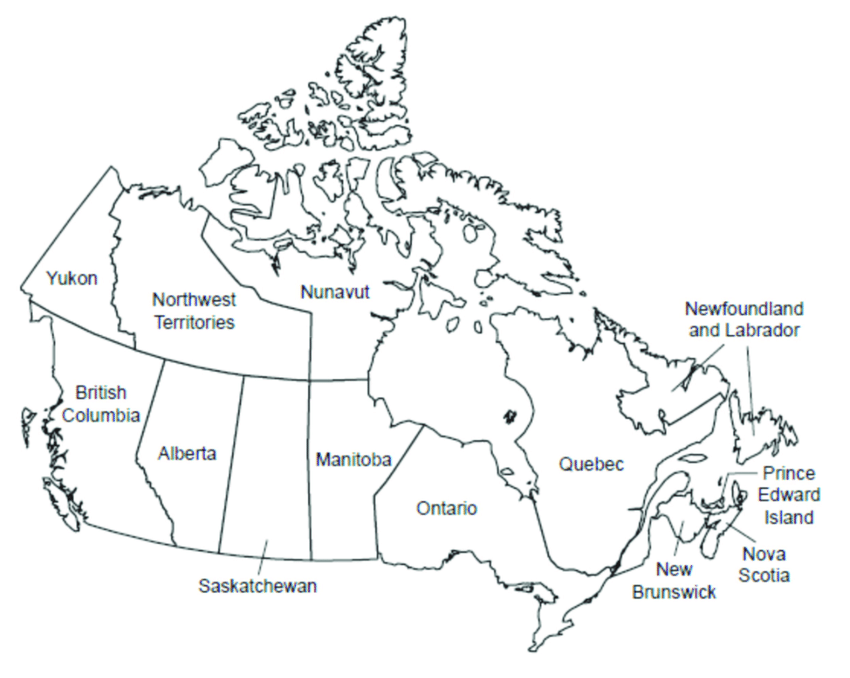 Yukon
Northwest
Territories
Nunavut
Newfoundland
and Labrador
British
Columbia
Alberta
Manitoba
Quebec
Ontario
Prince
Edward
Island
Nova
Scotia
New
Brunswick
Saskatchewan